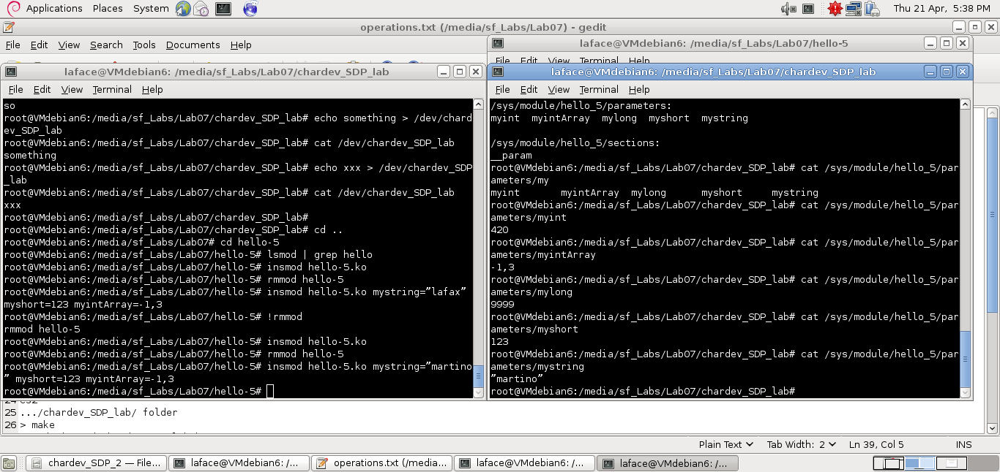 Applications Places System Thu 21 Apr, 5:38 PM
operations.txt (/media/sf_Labs/Lab07) - gedit
File Edit View Search Tools Documents Help
laface@VMdebian6: /media/sf_Labs/Lab07/hello-5
File Edit View Terminal Help
laface@VMdebian6: /media/sf_Labs/Lab07/chardev_SDP_lab
File Edit View Terminal Help
so
root@VMdebian6:/media/sf_Labs/Lab07/chardev_SDP_lab# echo something > /dev/chard
ev_SDP_lab
root@VMdebian6:/media/sf_Labs/Lab07/chardev_SDP_lab# cat /dev/chardev_SDP_lab
something
root@VMdebian6:/media/sf_Labs/Lab07/chardev_SDP_lab# echo xxx > /dev/chardev_SDP
_lab
root@VMdebian6:/media/sf_Labs/Lab07/chardev_SDP_lab# cat /dev/chardev_SDP_lab
xxx
root@VMdebian6:/media/sf_Labs/Lab07/chardev_SDP_lab#
root@VMdebian6:/media/sf_Labs/Lab07/chardev_SDP_lab# cd ..
root@VMdebian6:/media/sf_Labs/Lab07# cd hello-5
root@VMdebian6:/media/sf_Labs/Lab07/hello-5# lsmod | grep hello
root@VMdebian6:/media/sf_Labs/Lab07/hello-5# insmod hello-5.ko
root@VMdebian6:/media/sf_Labs/Lab07/hello-5# rmmod hello-5
root@VMdebian6:/media/sf_Labs/Lab07/hello-5# insmod hello-5.ko mystring=”lafax”
myshort=123 myintArray=-1,3
root@VMdebian6:/media/sf_Labs/Lab07/hello-5# !rmmod
rmmod hello-5
root@VMdebian6:/media/sf_Labs/Lab07/hello-5# insmod hello-5.ko
root@VMdebian6:/media/sf_Labs/Lab07/hello-5# rmmod hello-5
root@VMdebian6:/media/sf_Labs/Lab07/hello-5# insmod hello-5.ko mystring=”martino
” myshort=123 myintArray=-1,3
root@VMdebian6:/media/sf_Labs/Lab07/hello-5#
laface@VMdebian6: /media/sf_Labs/Lab07/chardev_SDP_lab
File Edit View Terminal Help
/sys/module/hello_5/parameters:
myint myintArray mylong myshort mystring
/sys/module/hello_5/sections:
__param
root@VMdebian6:/media/sf_Labs/Lab07/chardev_SDP_lab# cat /sys/module/hello_5/par
ameters/my
myint myintArray mylong myshort mystring
root@VMdebian6:/media/sf_Labs/Lab07/chardev_SDP_lab# cat /sys/module/hello_5/par
ameters/myint
420
root@VMdebian6:/media/sf_Labs/Lab07/chardev_SDP_lab# cat /sys/module/hello_5/par
ameters/myintArray
-1,3
root@VMdebian6:/media/sf_Labs/Lab07/chardev_SDP_lab# cat /sys/module/hello_5/par
ameters/mylong
9999
root@VMdebian6:/media/sf_Labs/Lab07/chardev_SDP_lab# cat /sys/module/hello_5/par
ameters/myshort
123
root@VMdebian6:/media/sf_Labs/Lab07/chardev_SDP_lab# cat /sys/module/hello_5/par
ameters/mystring
”martino”
root@VMdebian6:/media/sf_Labs/Lab07/chardev_SDP_lab#
24 es2
25 .../chardev_SDP_lab/ folder
26 > make
Plain Text Tab Width: 2 Ln 39, Col 5 INS
chardev_SDP_2 — File... laface@VMdebian6: /... operations.txt (/media... laface@VMdebian6: /... laface@VMdebian6: /...